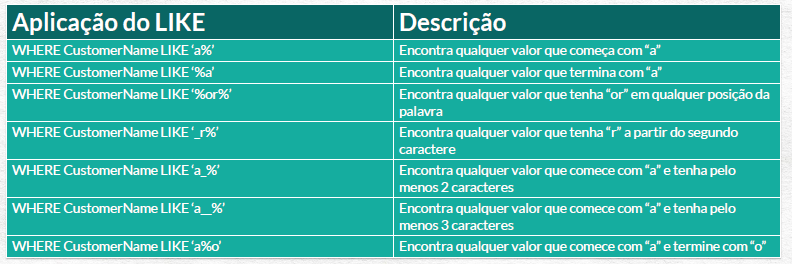 Aplicação do LIKE
Descrição
WHERE CustomerName LIKE ‘a%’
Encontra qualquer valor que começa com “a”
WHERE CustomerName LIKE ‘%a’
Encontra qualquer valor que termina com “a”
WHERE CustomerName LIKE ‘%or%’
Encontra qualquer valor que tenha “or” em qualquer posição da
palavra
WHERE CustomerName LIKE ‘_r%’
Encontra qualquer valor que tenha “r” a partir do segundo
caractere
WHERE CustomerName LIKE ‘a_%’
Encontra qualquer valor que comece com “a” e tenha pelo
menos 2 caracteres
WHERE CustomerName LIKE ‘a__%’
Encontra qualquer valor que comece com “a” e tenha pelo
menos 3 caracteres
WHERE CustomerName LIKE ‘a%o’
Encontra qualquer valor que comece com “a” e termine com “o”